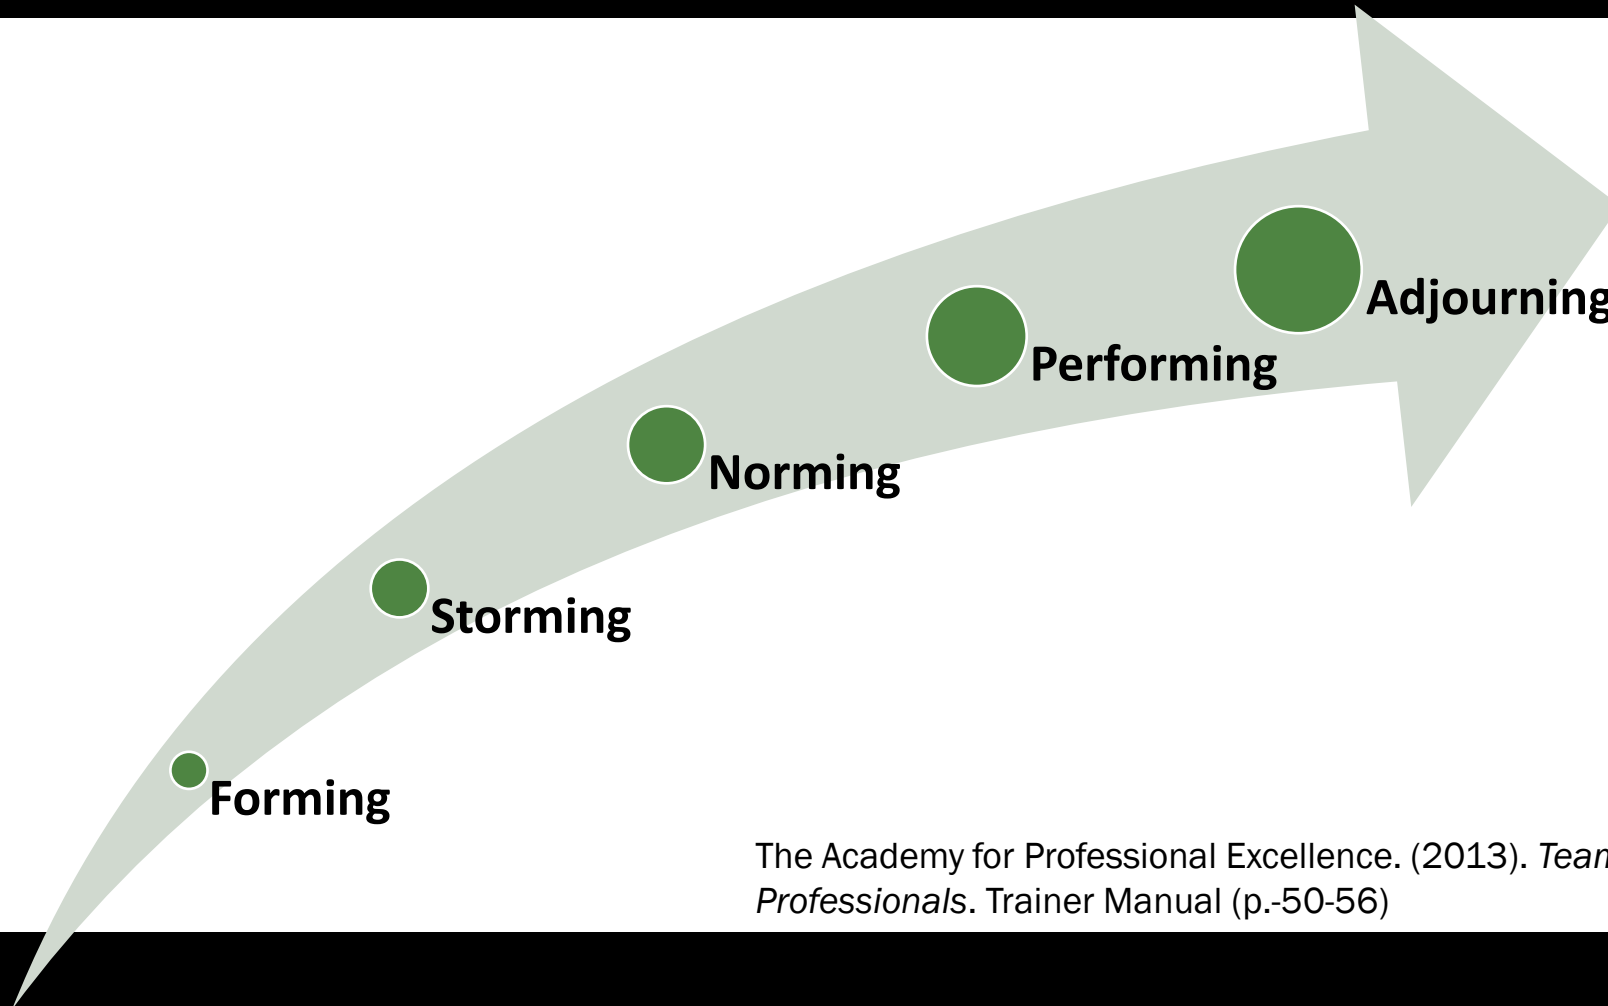 Adjourning
Performing
Norming
Storming
Forming
The Academy for Professional Excellence. (2013).
Professionals. Trainer Manual (p.-50-56)